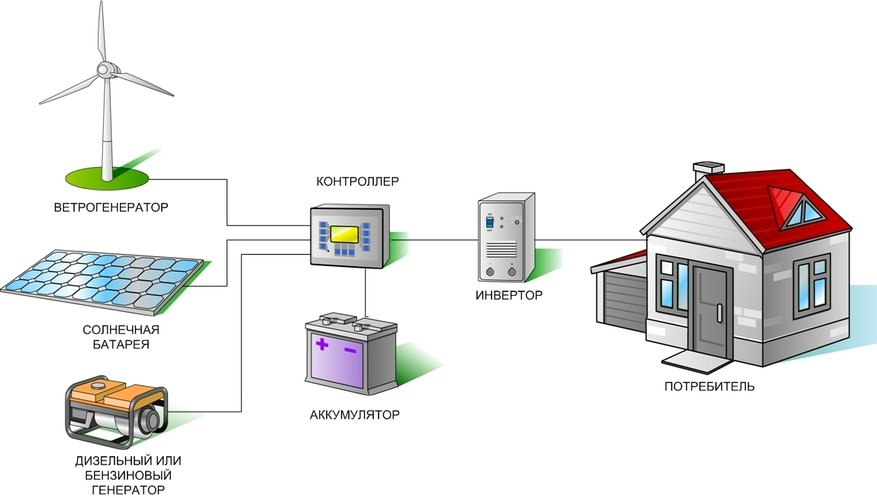 ВЕТРОГЕНЕРАТОР
КОНТРОЛЛЕР
СОЛНЕЧНАЯ
БАТАРЕЯ
ИНВЕРТОР
АККУМУЛЯТОР
ПОТРЕБИТЕЛЬ
ДИЗЕЛЬНЫЙ ИЛИ
БЕНЗИНОВЫЙ
ГЕНЕРАТОР